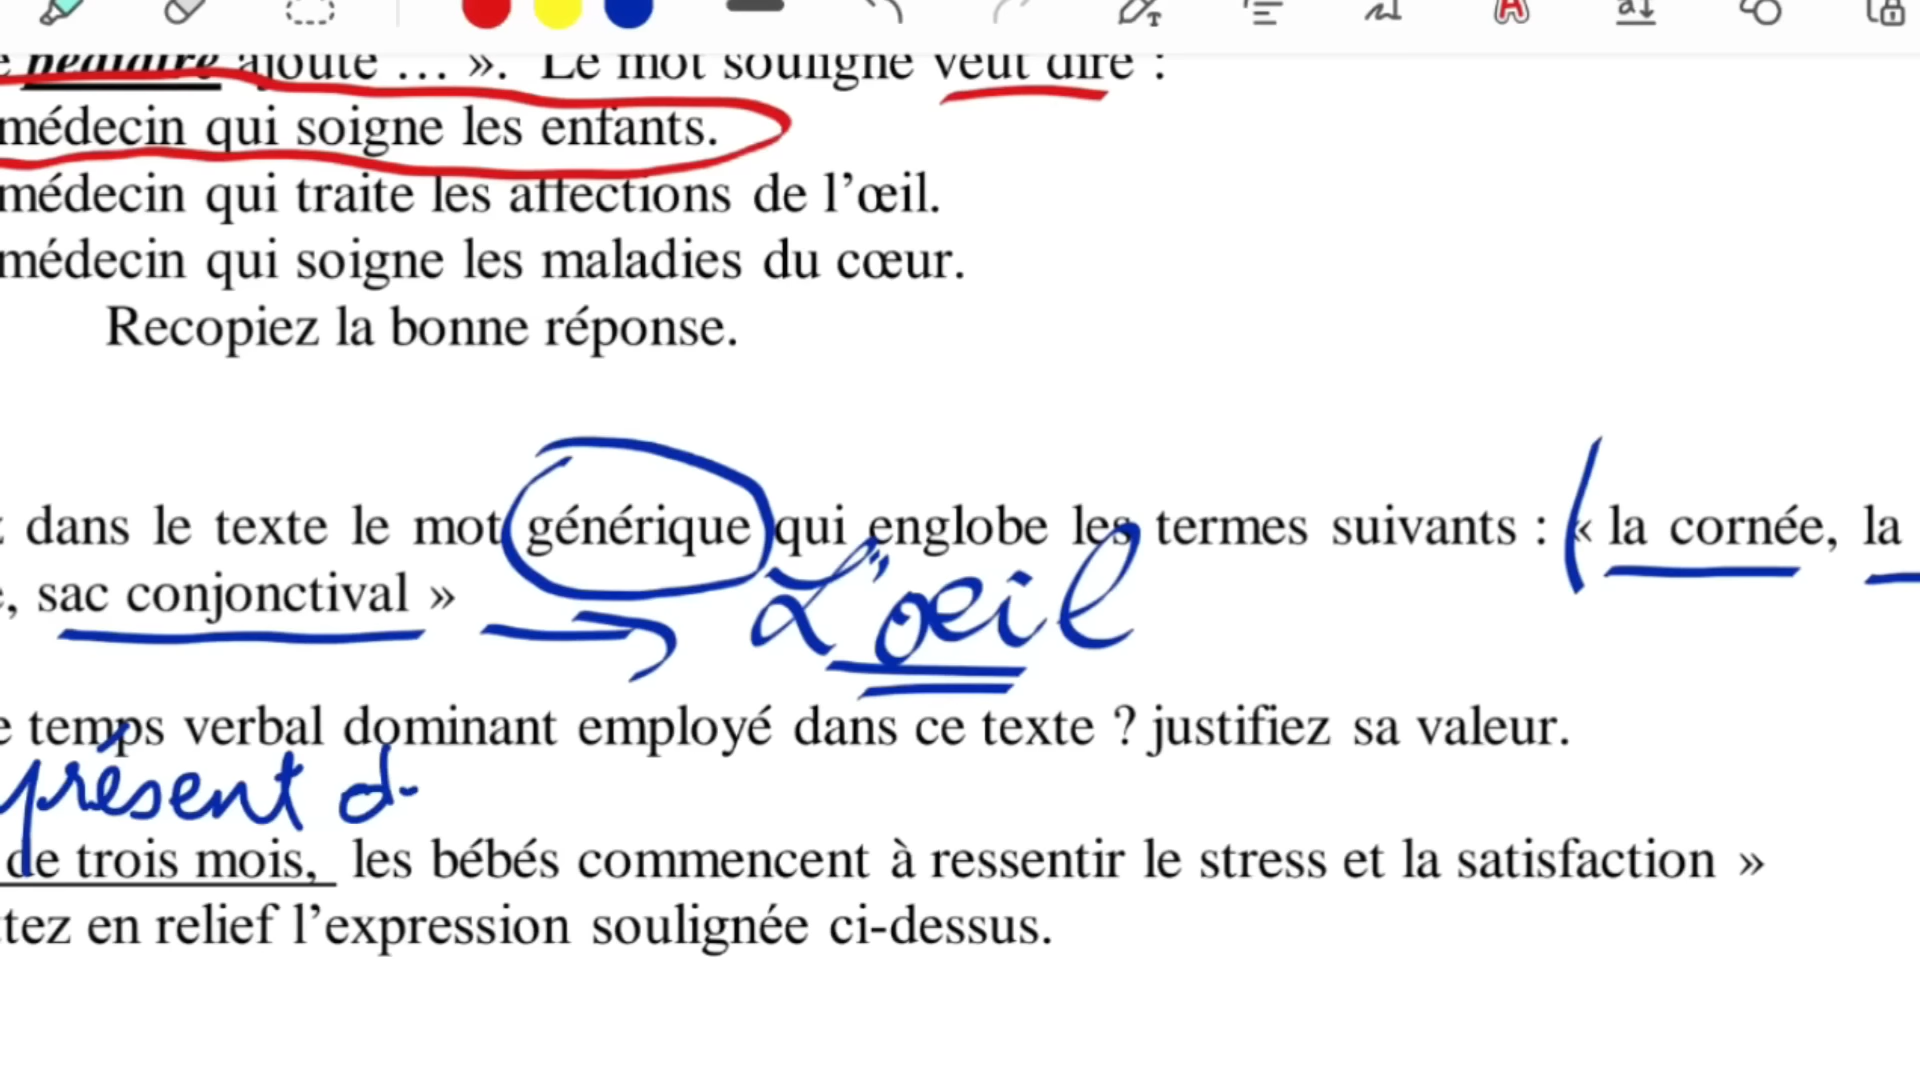 pédiatre ajoute … ». Le mot souligné veut dire :
médecin qui soigne les enfants.
médecin qui traite les affections de l’œil.
médecin qui soigne les maladies du cœur.
Recopiez la bonne réponse.
dans le texte le mot générique qui englobe les termes suivants : « la cornée, la
, sac conjonctival »
L'œil
temps verbal dominant employé dans ce texte ? justifiez sa valeur.
présent d
de trois mois, les bébés commencent à ressentir le stress et la satisfaction »
tez en relief l’expression soulignée ci-dessus.